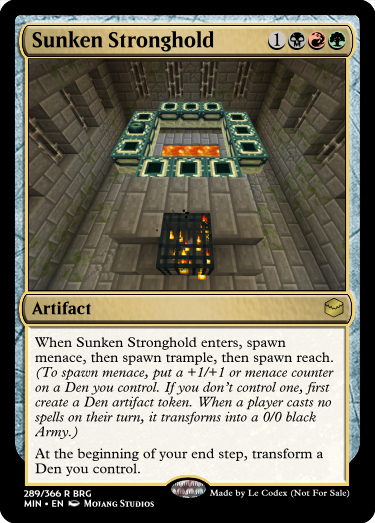 Sunken Stronghold 1
Artifact
When Sunken Stronghold enters, spawn
menace, then spawn trample, then spawn reach.
(To spawn menace, put a +1/+1 or menace counter
on a Den you control. If you don't control one, first
create a Den artifact token. When a player casts
no spells on their turn, it transforms into a 0/0 black
Army.)
At the beginning of your end step, transform a
Den you control.
289/366 R BRG
MIN • EN Mojang Studios
Made by Le Codex (Not For Sale)